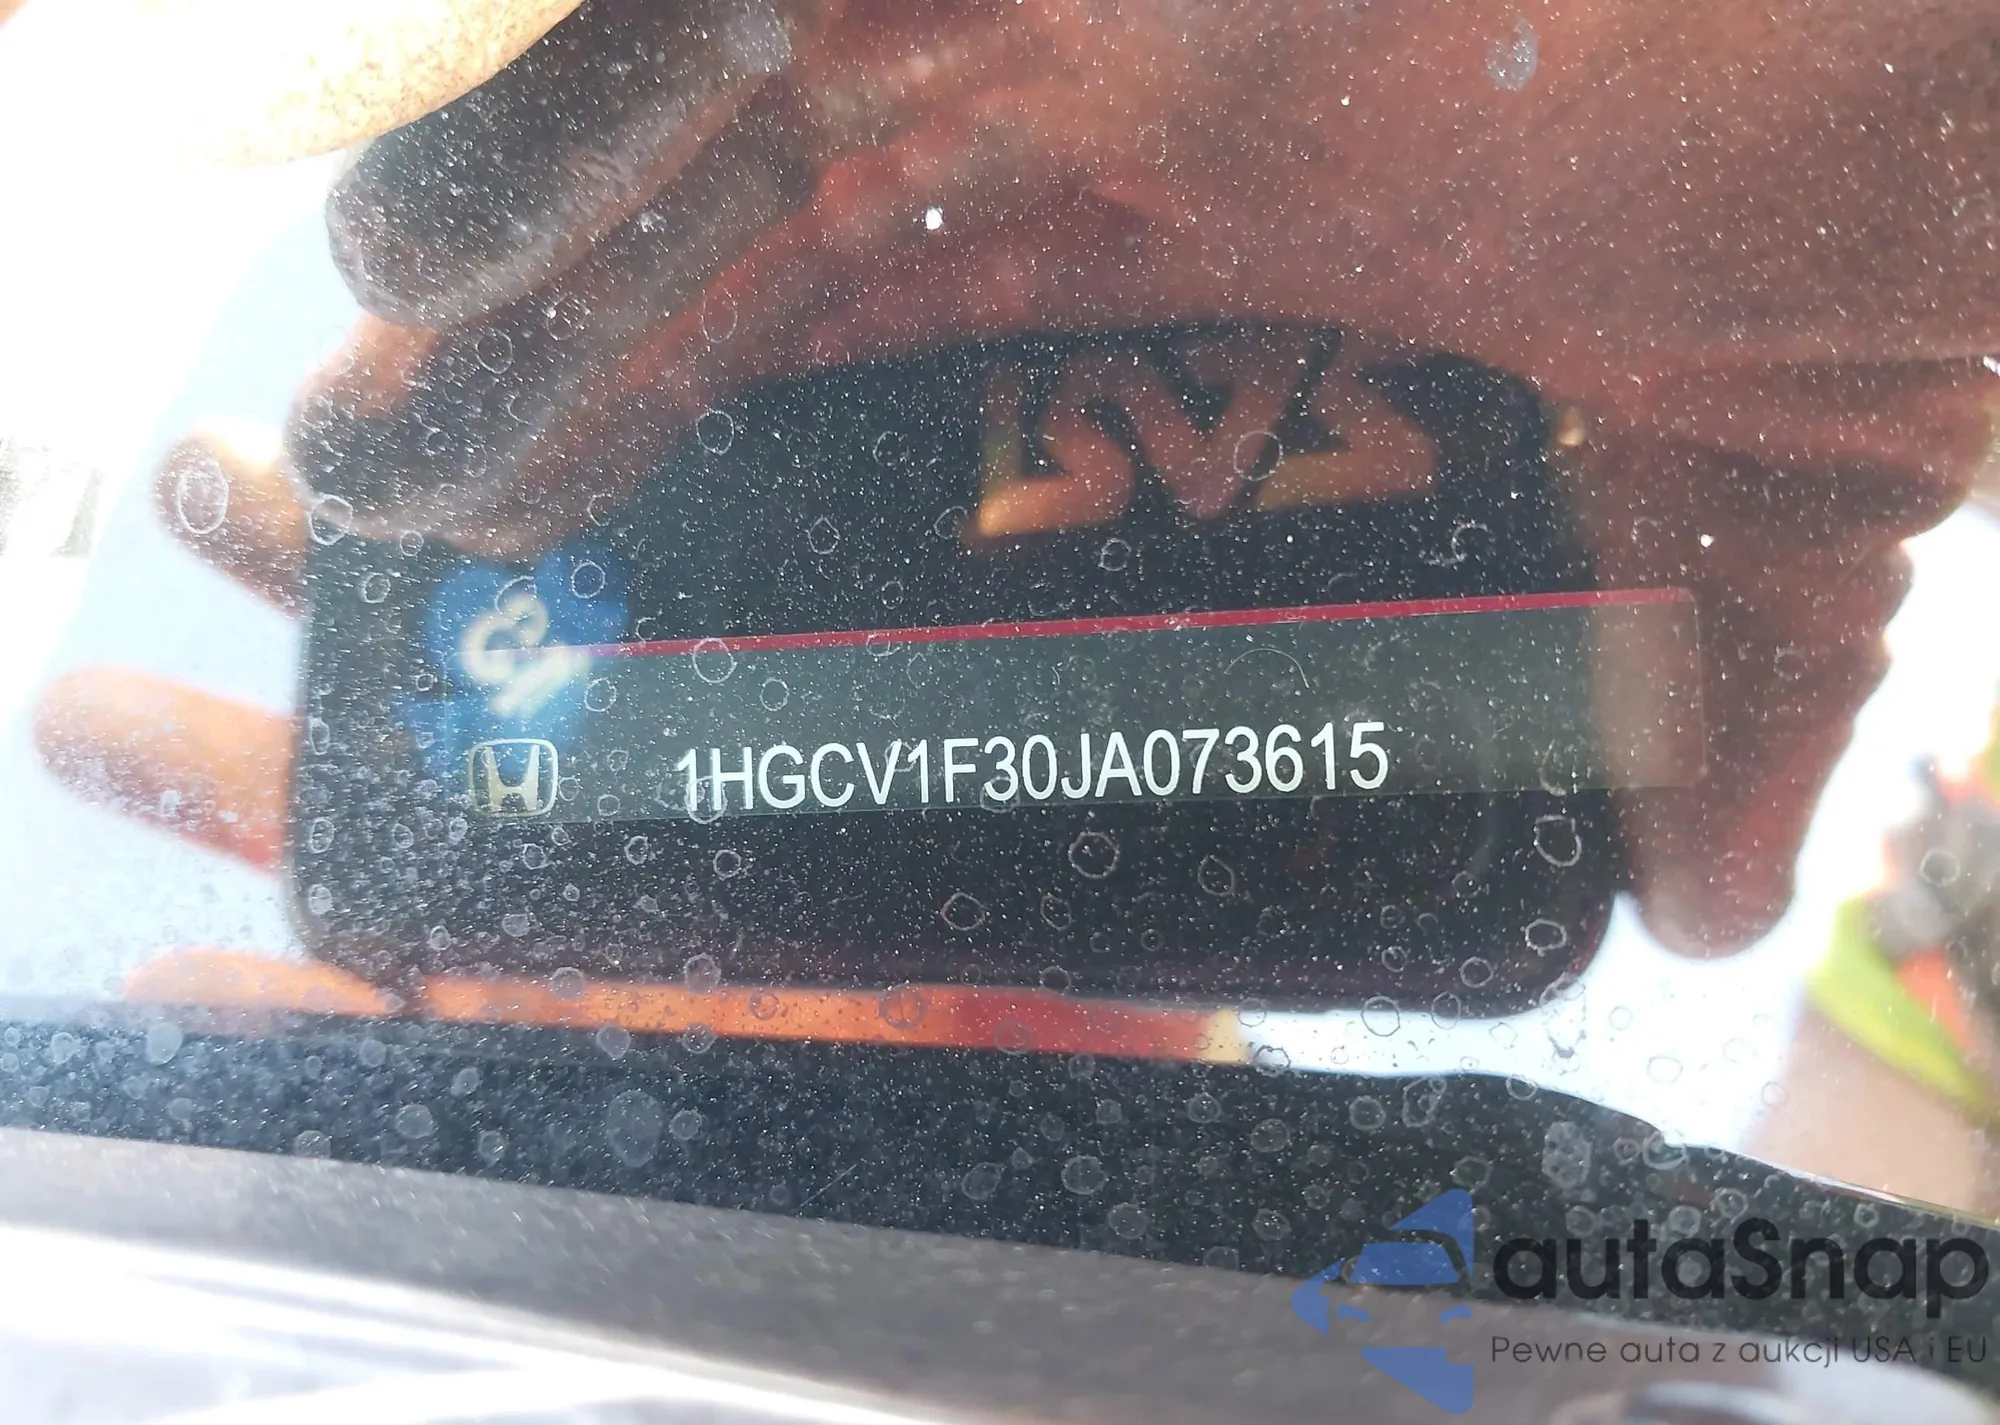 1HGCV1F30JA073615
autaSnap
Pewne auta z aukcji USA i EU